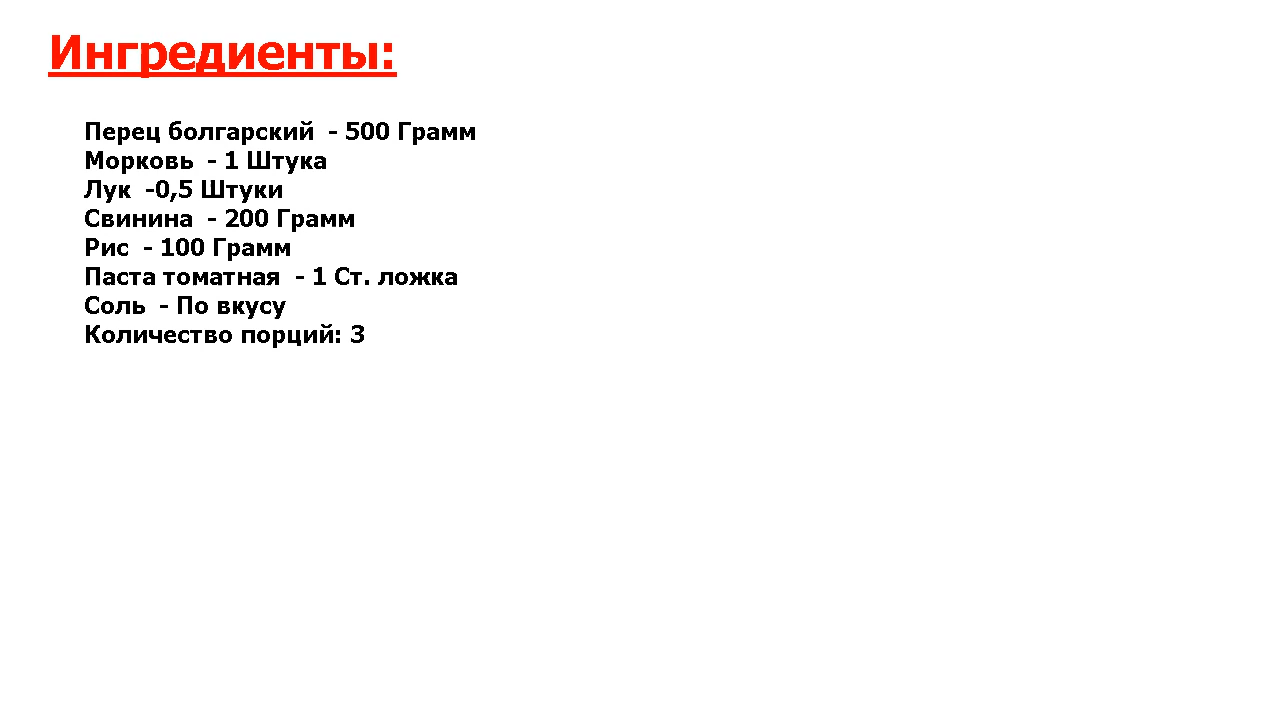 Ингредиенты:
Перец болгарский  - 500 Грамм
Морковь  - 1 Штука
Лук  -0,5 Штуки
Свинина  - 200 Грамм
Рис  - 100 Грамм
Паста томатная  - 1 Ст. ложка
Соль  - По вкусу
Количество порций: 3